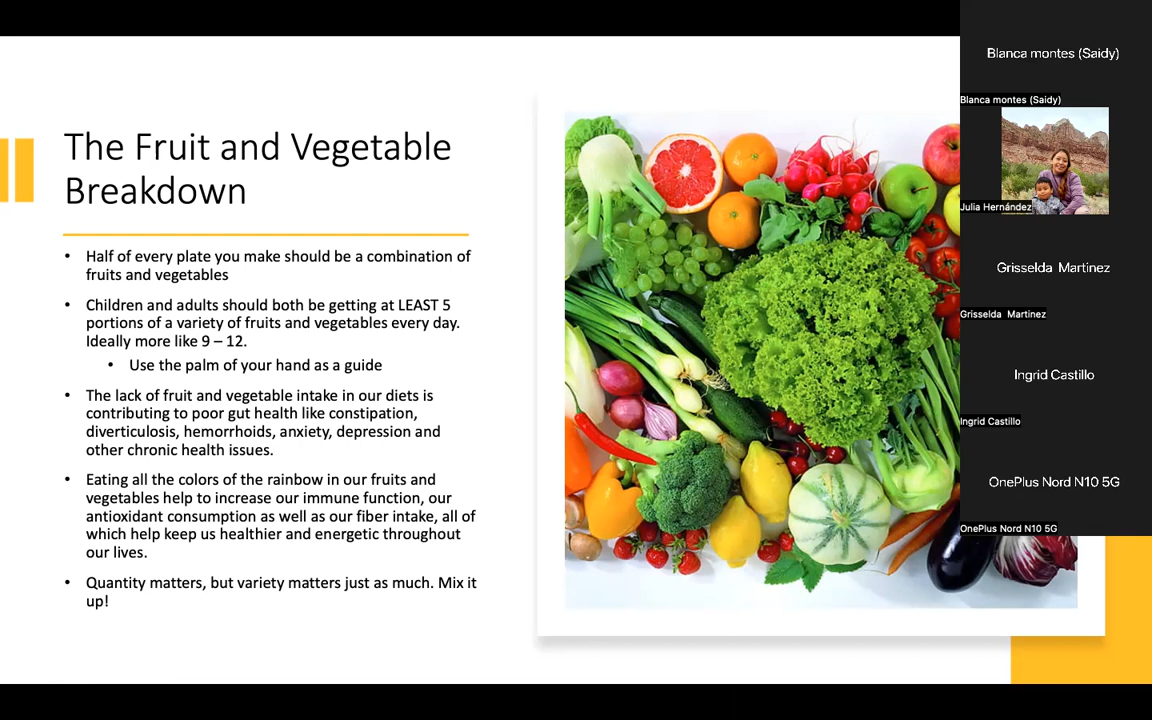 The Fruit and Vegetable
Breakdown
• Half of every plate you make should be a combination of
fruits and vegetables
• Children and adults should both be getting at LEAST 5
portions of a variety of fruits and vegetables every day.
Ideally more like 9 – 12.
• Use the palm of your hand as a guide
• The lack of fruit and vegetable intake in our diets is
contributing to poor gut health like constipation,
diverticulosis, hemorrhoids, anxiety, depression and
other chronic health issues.
• Eating all the colors of the rainbow in our fruits and
vegetables help to increase our immune function, our
antioxidant consumption as well as our fiber intake, all of
which help keep us healthier and energetic throughout
our lives.
• Quantity matters, but variety matters just as much. Mix it
up!
Blanca montes (Saidy)
Blanca montes (Saidy)
Julia Hernández
Grisselda Martinez
Grisselda Martinez
Ingrid Castillo
Ingrid Castillo
OnePlus Nord N10 5G
OnePlus Nord N10 5G